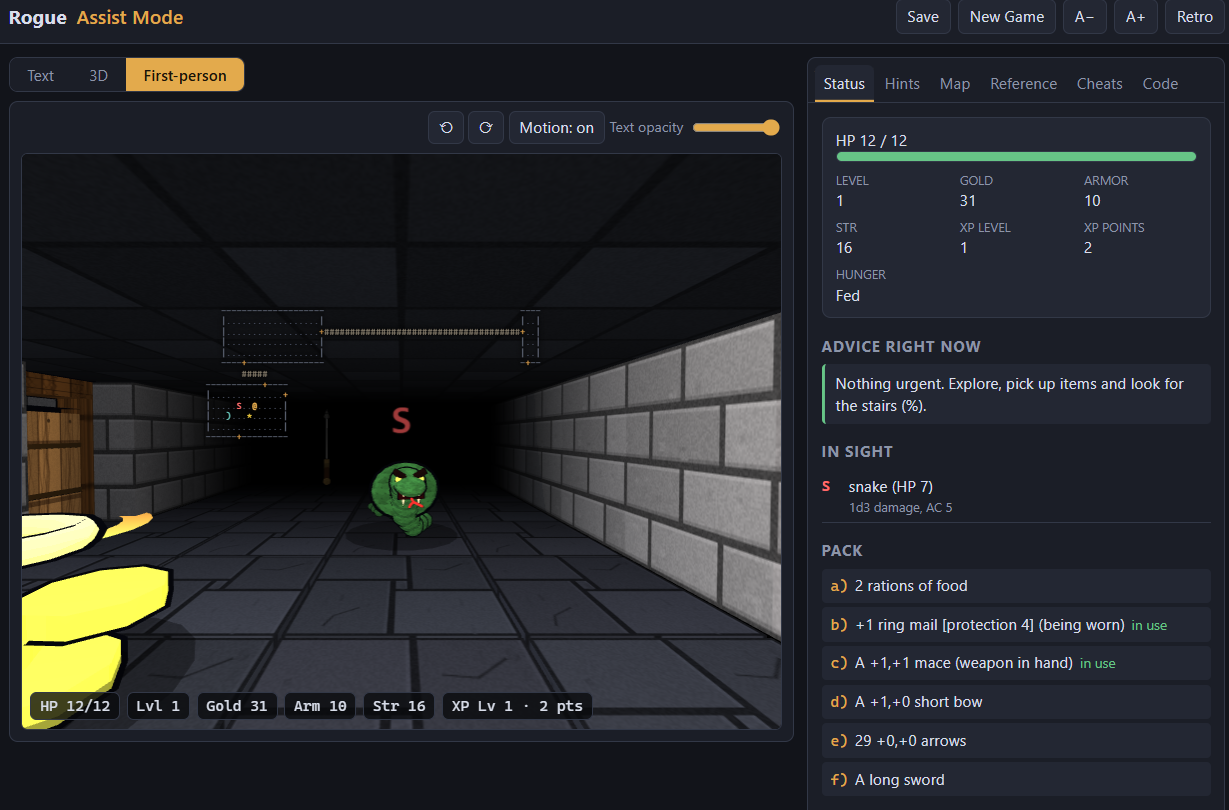 Rogue Assist Mode
Save
New Game
A−
A+
Retro
Text
3D
First-person
Motion: on
Text opacity
S
HP 12/12
Lvl 1
Gold 31
Arm 10
Str 16
XP Lv 1 · 2 pts
Status
Hints
Map
Reference
Cheats
Code
HP 12 / 12
LEVEL
1
GOLD
31
ARMOR
10
STR
16
XP LEVEL
1
XP POINTS
2
HUNGER
Fed
ADVICE RIGHT NOW
Nothing urgent. Explore, pick up items and look for
the stairs (%).
IN SIGHT
S snake (HP 7)
1d3 damage, AC 5
PACK
a) 2 rations of food
b) +1 ring mail [protection 4] (being worn) in use
c) A +1,+1 mace (weapon in hand) in use
d) A +1,+0 short bow
e) 29 +0,+0 arrows
f) A long sword